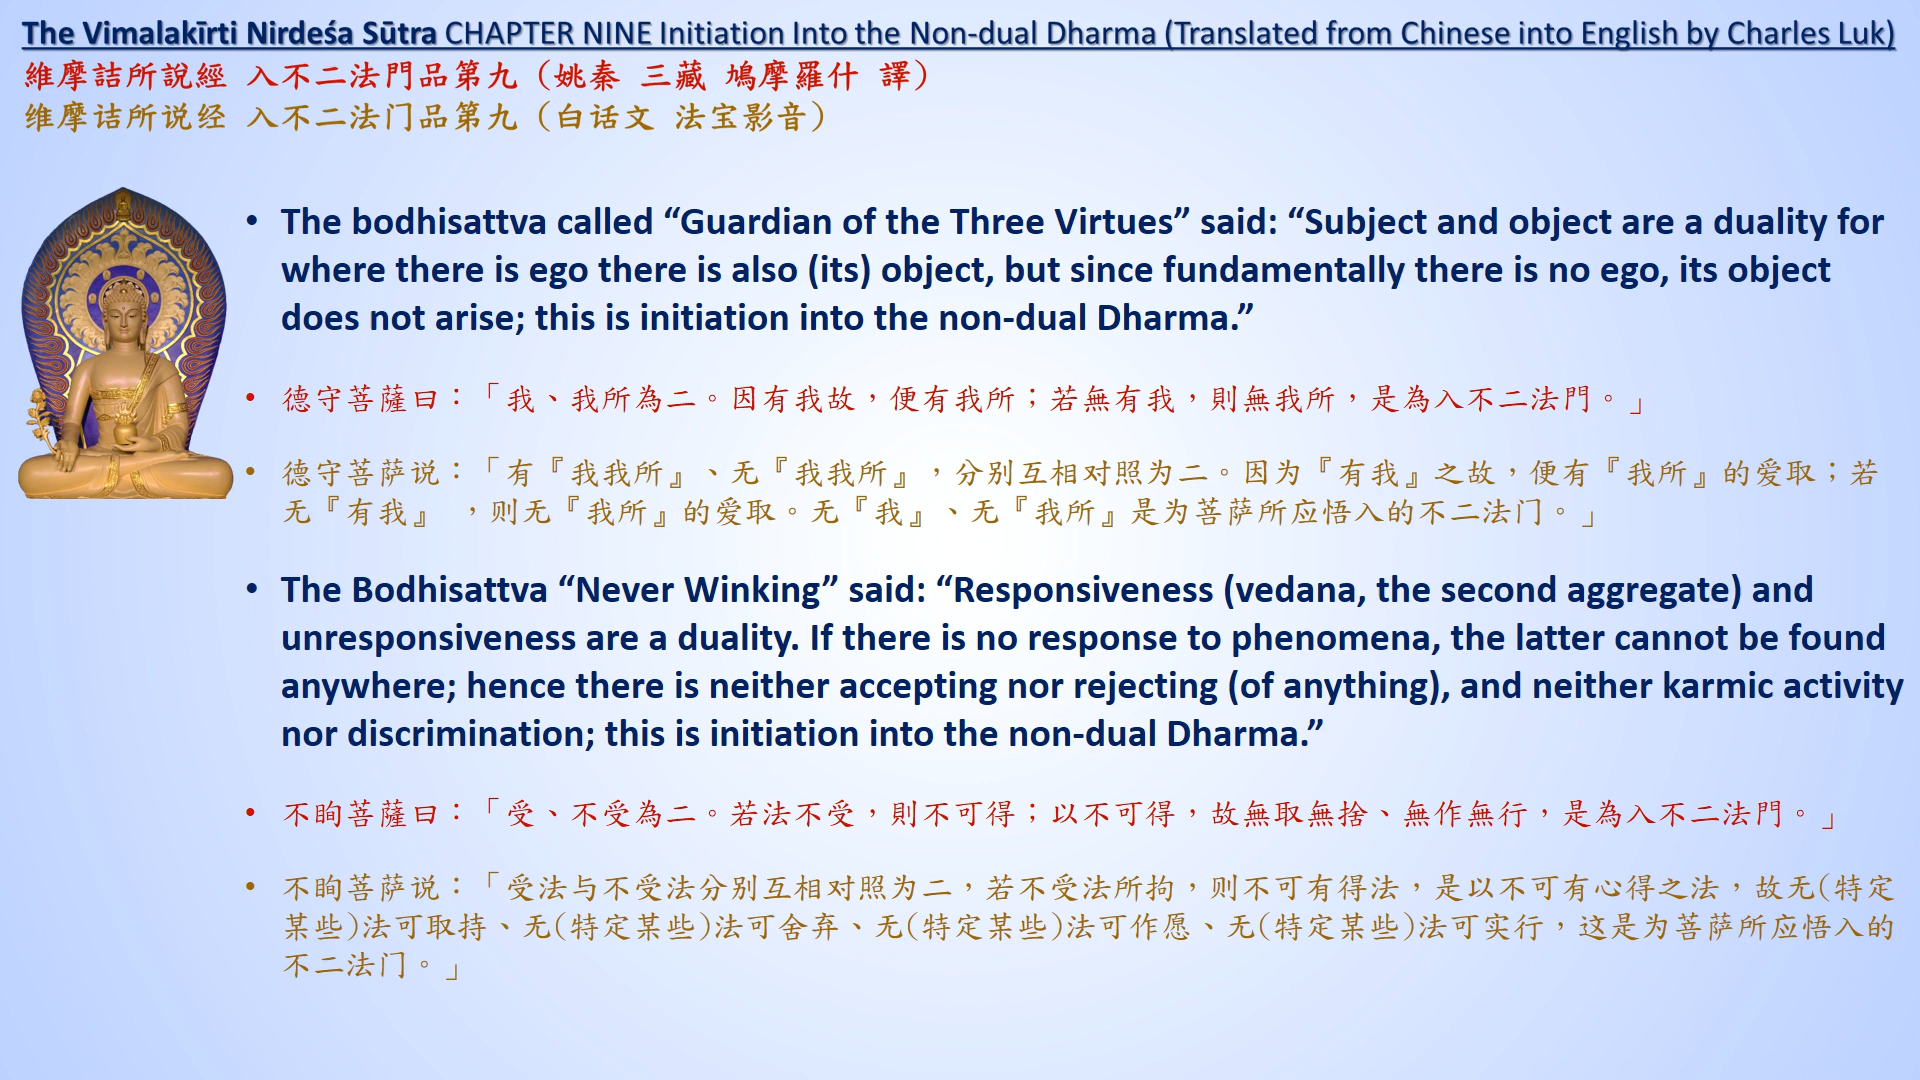 The Vimalakīrti Nirdeśa Sūtra CHAPTER NINE Initiation Into the Non-dual Dharma (Translated from Chinese into English by Charles Luk)
維摩詰所說經 入不二法門品第九（姚秦 三藏 鳩摩羅什 譯）
维摩诘所说经 入不二法门品第九（白话文 法宝影音）
• The bodhisattva called “Guardian of the Three Virtues” said: “Subject and object are a duality for
where there is ego there is also (its) object, but since fundamentally there is no ego, its object
does not arise; this is initiation into the non-dual Dharma.”
• 德守菩薩曰：「我、我所為二。因有我故，便有我所；若無有我，則無我所，是為入不二法門。」
• 德守菩萨说：「有『我我所』、无『我我所』，分别互相对照为二。因为『有我』之故，便有『我所』的爱取；若
无『有我』 ，则无『我所』的爱取。无『我』、无『我所』是为菩萨所应悟入的不二法门。」
• The Bodhisattva “Never Winking” said: “Responsiveness (vedana, the second aggregate) and
unresponsiveness are a duality. If there is no response to phenomena, the latter cannot be found
anywhere; hence there is neither accepting nor rejecting (of anything), and neither karmic activity
nor discrimination; this is initiation into the non-dual Dharma.”
• 不眴菩薩曰：「受、不受為二。若法不受，則不可得；以不可得，故無取無捨、無作無行，是為入不二法門。」
• 不眴菩萨说：「受法与不受法分别互相对照为二，若不受法所拘，则不可有得法，是以不可有心得之法，故无(特定
某些)法可取持、无(特定某些)法可舍弃、无(特定某些)法可作愿、无(特定某些)法可实行，这是为菩萨所应悟入的
不二法门。」